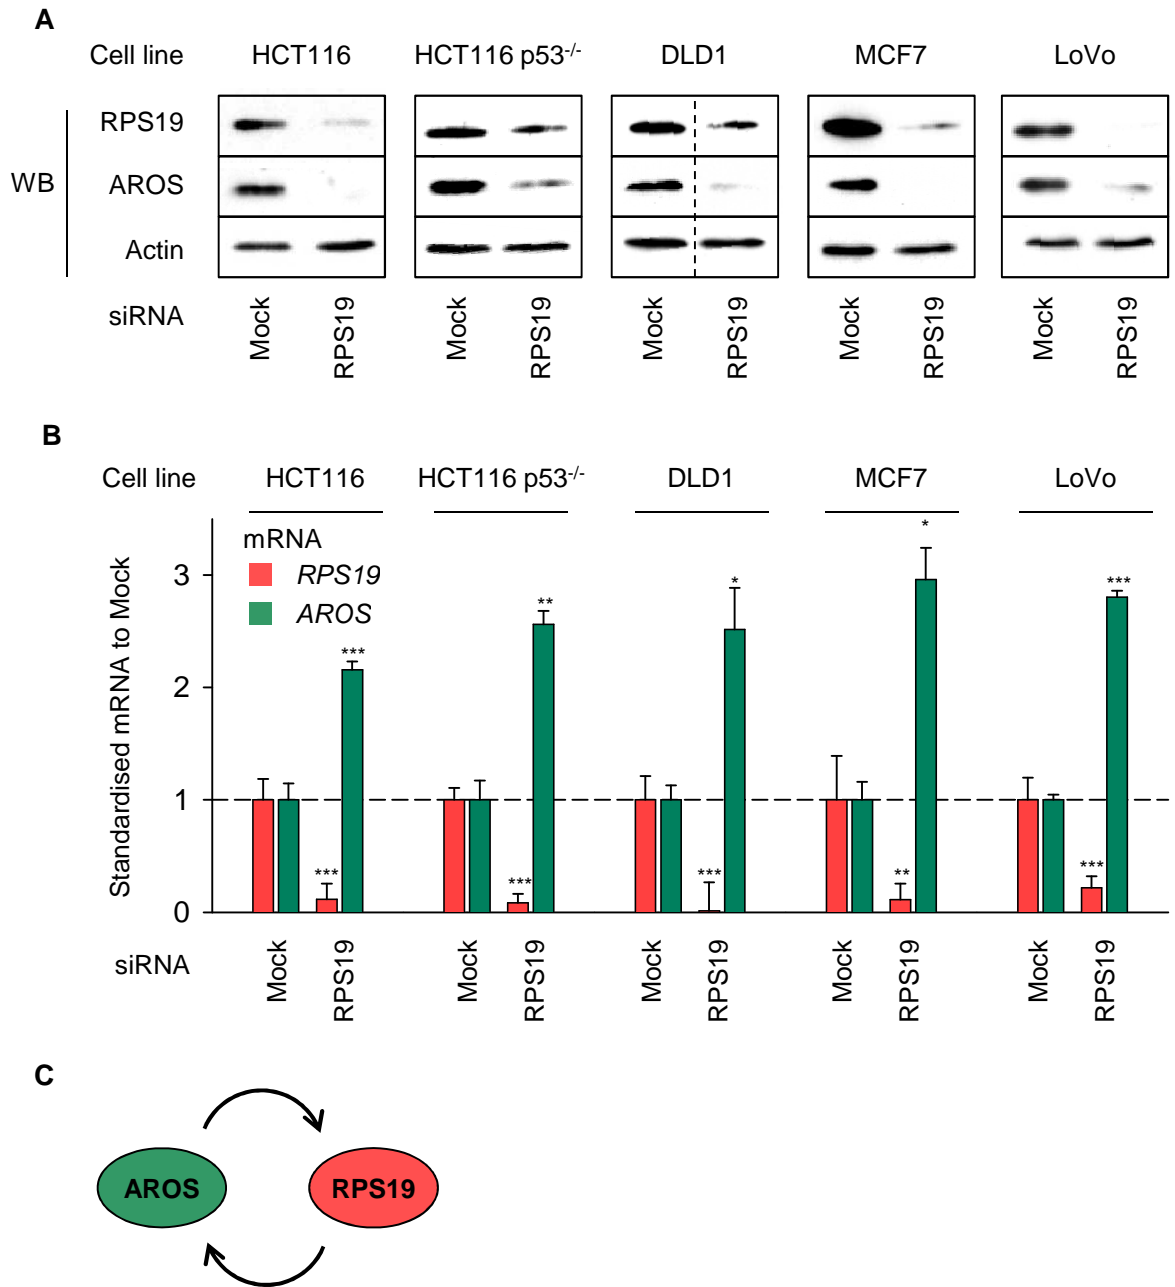 A
Cell line HCT116 HCT116 p53-/- DLD1 MCF7 LoVo
RPS19
WB AROS
Actin
siRNA Mock RPS19 Mock RPS19 Mock RPS19 Mock RPS19 Mock RPS19
B
Cell line HCT116 HCT116 p53-/- DLD1 MCF7 LoVo
Standardised mRNA to Mock
mRNA
RPS19
AROS
3
2
1
0
*** *** *** ** *** * ** * *** ***
siRNA Mock RPS19 Mock RPS19 Mock RPS19 Mock RPS19 Mock RPS19
C
AROS RPS19